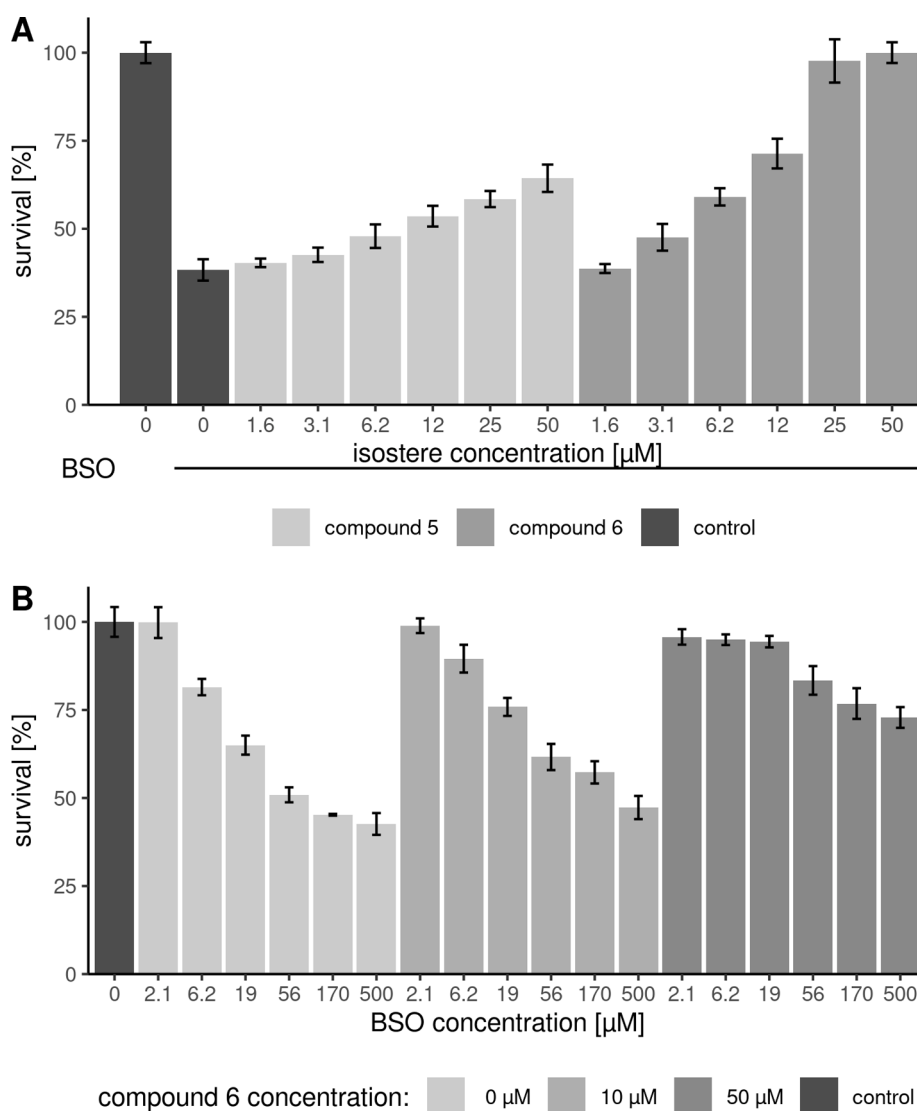 A
survival [%]
100
75
50
25
0
0 0 1.6 3.1 6.2 12 25 50 1.6 3.1 6.2 12 25 50
isostere concentration [µM]
BSO
compound 5 compound 6 control
B
survival [%]
100
75
50
25
0
0 2.1 6.2 19 56 170 500 2.1 6.2 19 56 170 500 2.1 6.2 19 56 170 500
BSO concentration [µM]
compound 6 concentration: 0 µM 10 µM 50 µM control